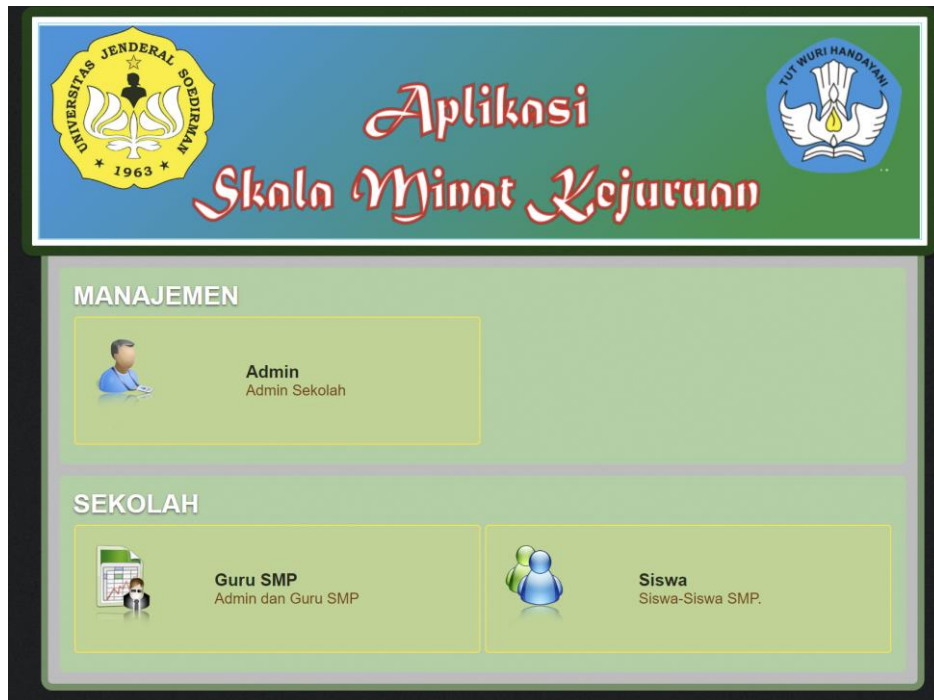 UNIVERSITAS JENDERAL SOEDIRMAN
* 1963 *
TUT WURI HANDAYANI
Aplikasi
Skala Minat Kejuruan
MANAJEMEN
Admin
Admin Sekolah
SEKOLAH
Guru SMP
Admin dan Guru SMP
Siswa
Siswa-Siswa SMP.